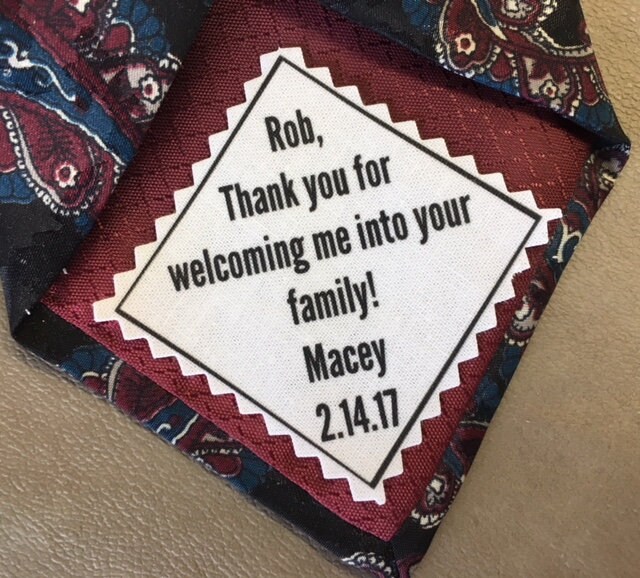 Rob,
Thank you for
welcoming me into your
family!
Macey
2.14.17